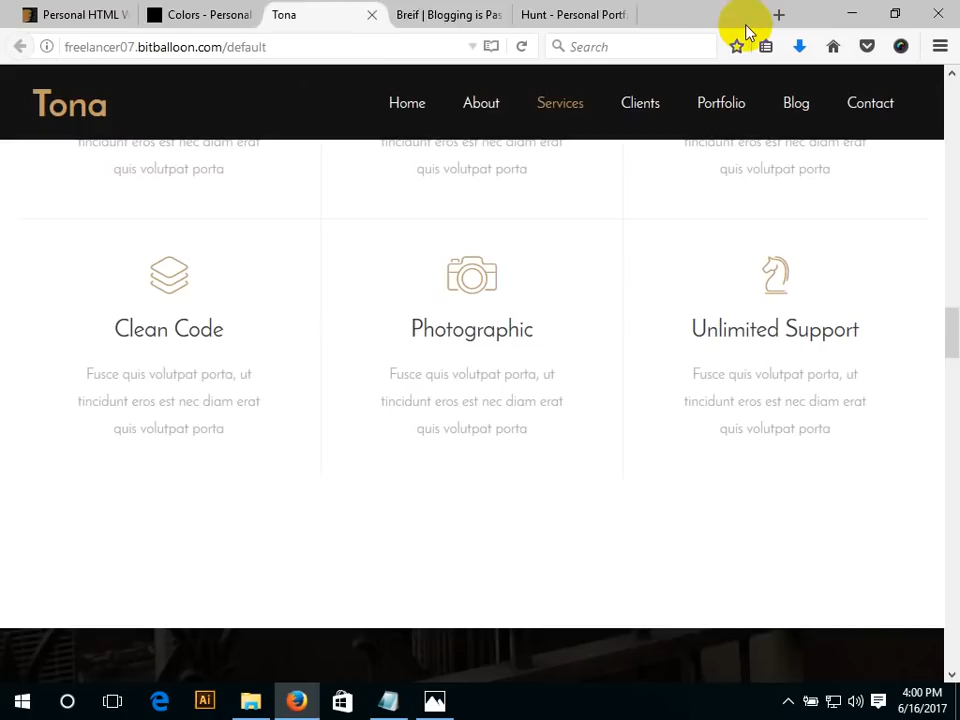 Personal HTML W
Colors - Personal
Tona
Breif | Blogging is Pas
Hunt - Personal Portf
freelancer07.bitballoon.com/default
Search
Tona
Home
About
Services
Clients
Portfolio
Blog
Contact
tincidunt eros est nec diam erat
quis volutpat porta
tincidunt eros est nec diam erat
quis volutpat porta
tincidunt eros est nec diam erat
quis volutpat porta
Clean Code
Fusce quis volutpat porta, ut
tincidunt eros est nec diam erat
quis volutpat porta
Photographic
Fusce quis volutpat porta, ut
tincidunt eros est nec diam erat
quis volutpat porta
Unlimited Support
Fusce quis volutpat porta, ut
tincidunt eros est nec diam erat
quis volutpat porta
Ai
4:00 PM
6/16/2017